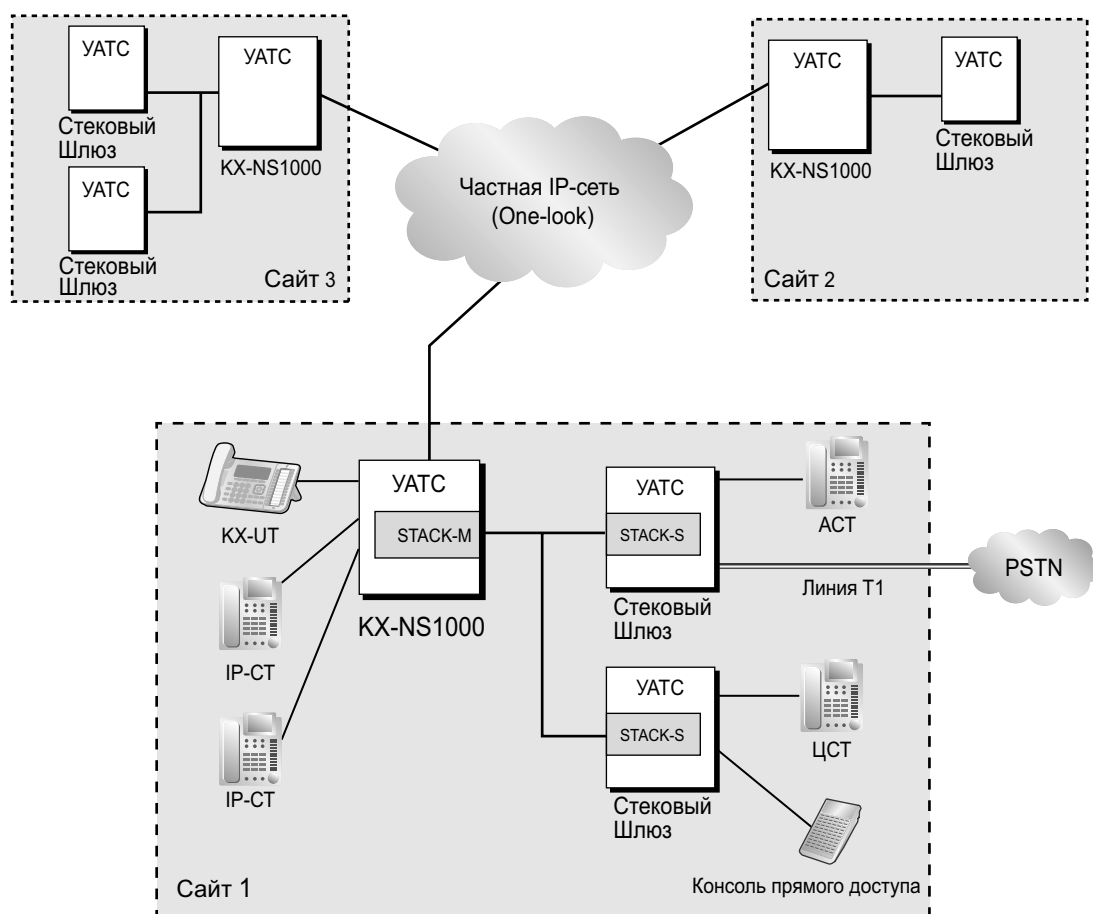 УАТС
Стековый
Шлюз
УАТС
KX-NS1000
УАТС
Стековый
Шлюз
Сайт 3
Частная IP-сеть
(One-look)
УАТС
KX-NS1000
УАТС
Стековый
Шлюз
Сайт 2
KX-UT
IP-СТ
IP-СТ
УАТС
STACK-M
KX-NS1000
УАТС
STACK-S
Стековый
Шлюз
АСТ
Линия T1
PSTN
УАТС
STACK-S
Стековый
Шлюз
ЦСТ
Консоль прямого доступа
Сайт 1